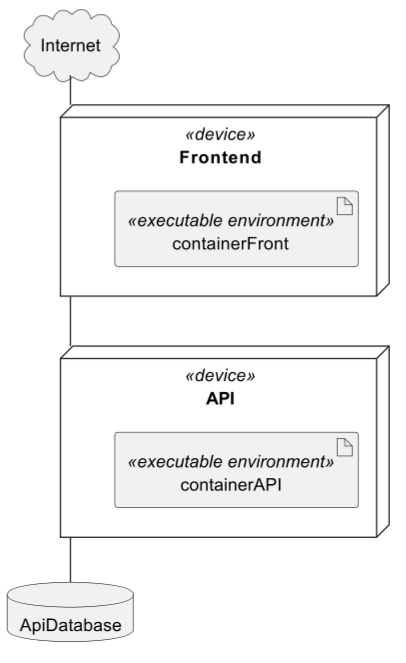 Internet
«device»
Frontend
«executable environment»
containerFront
«device»
API
«executable environment»
containerAPI
ApiDatabase